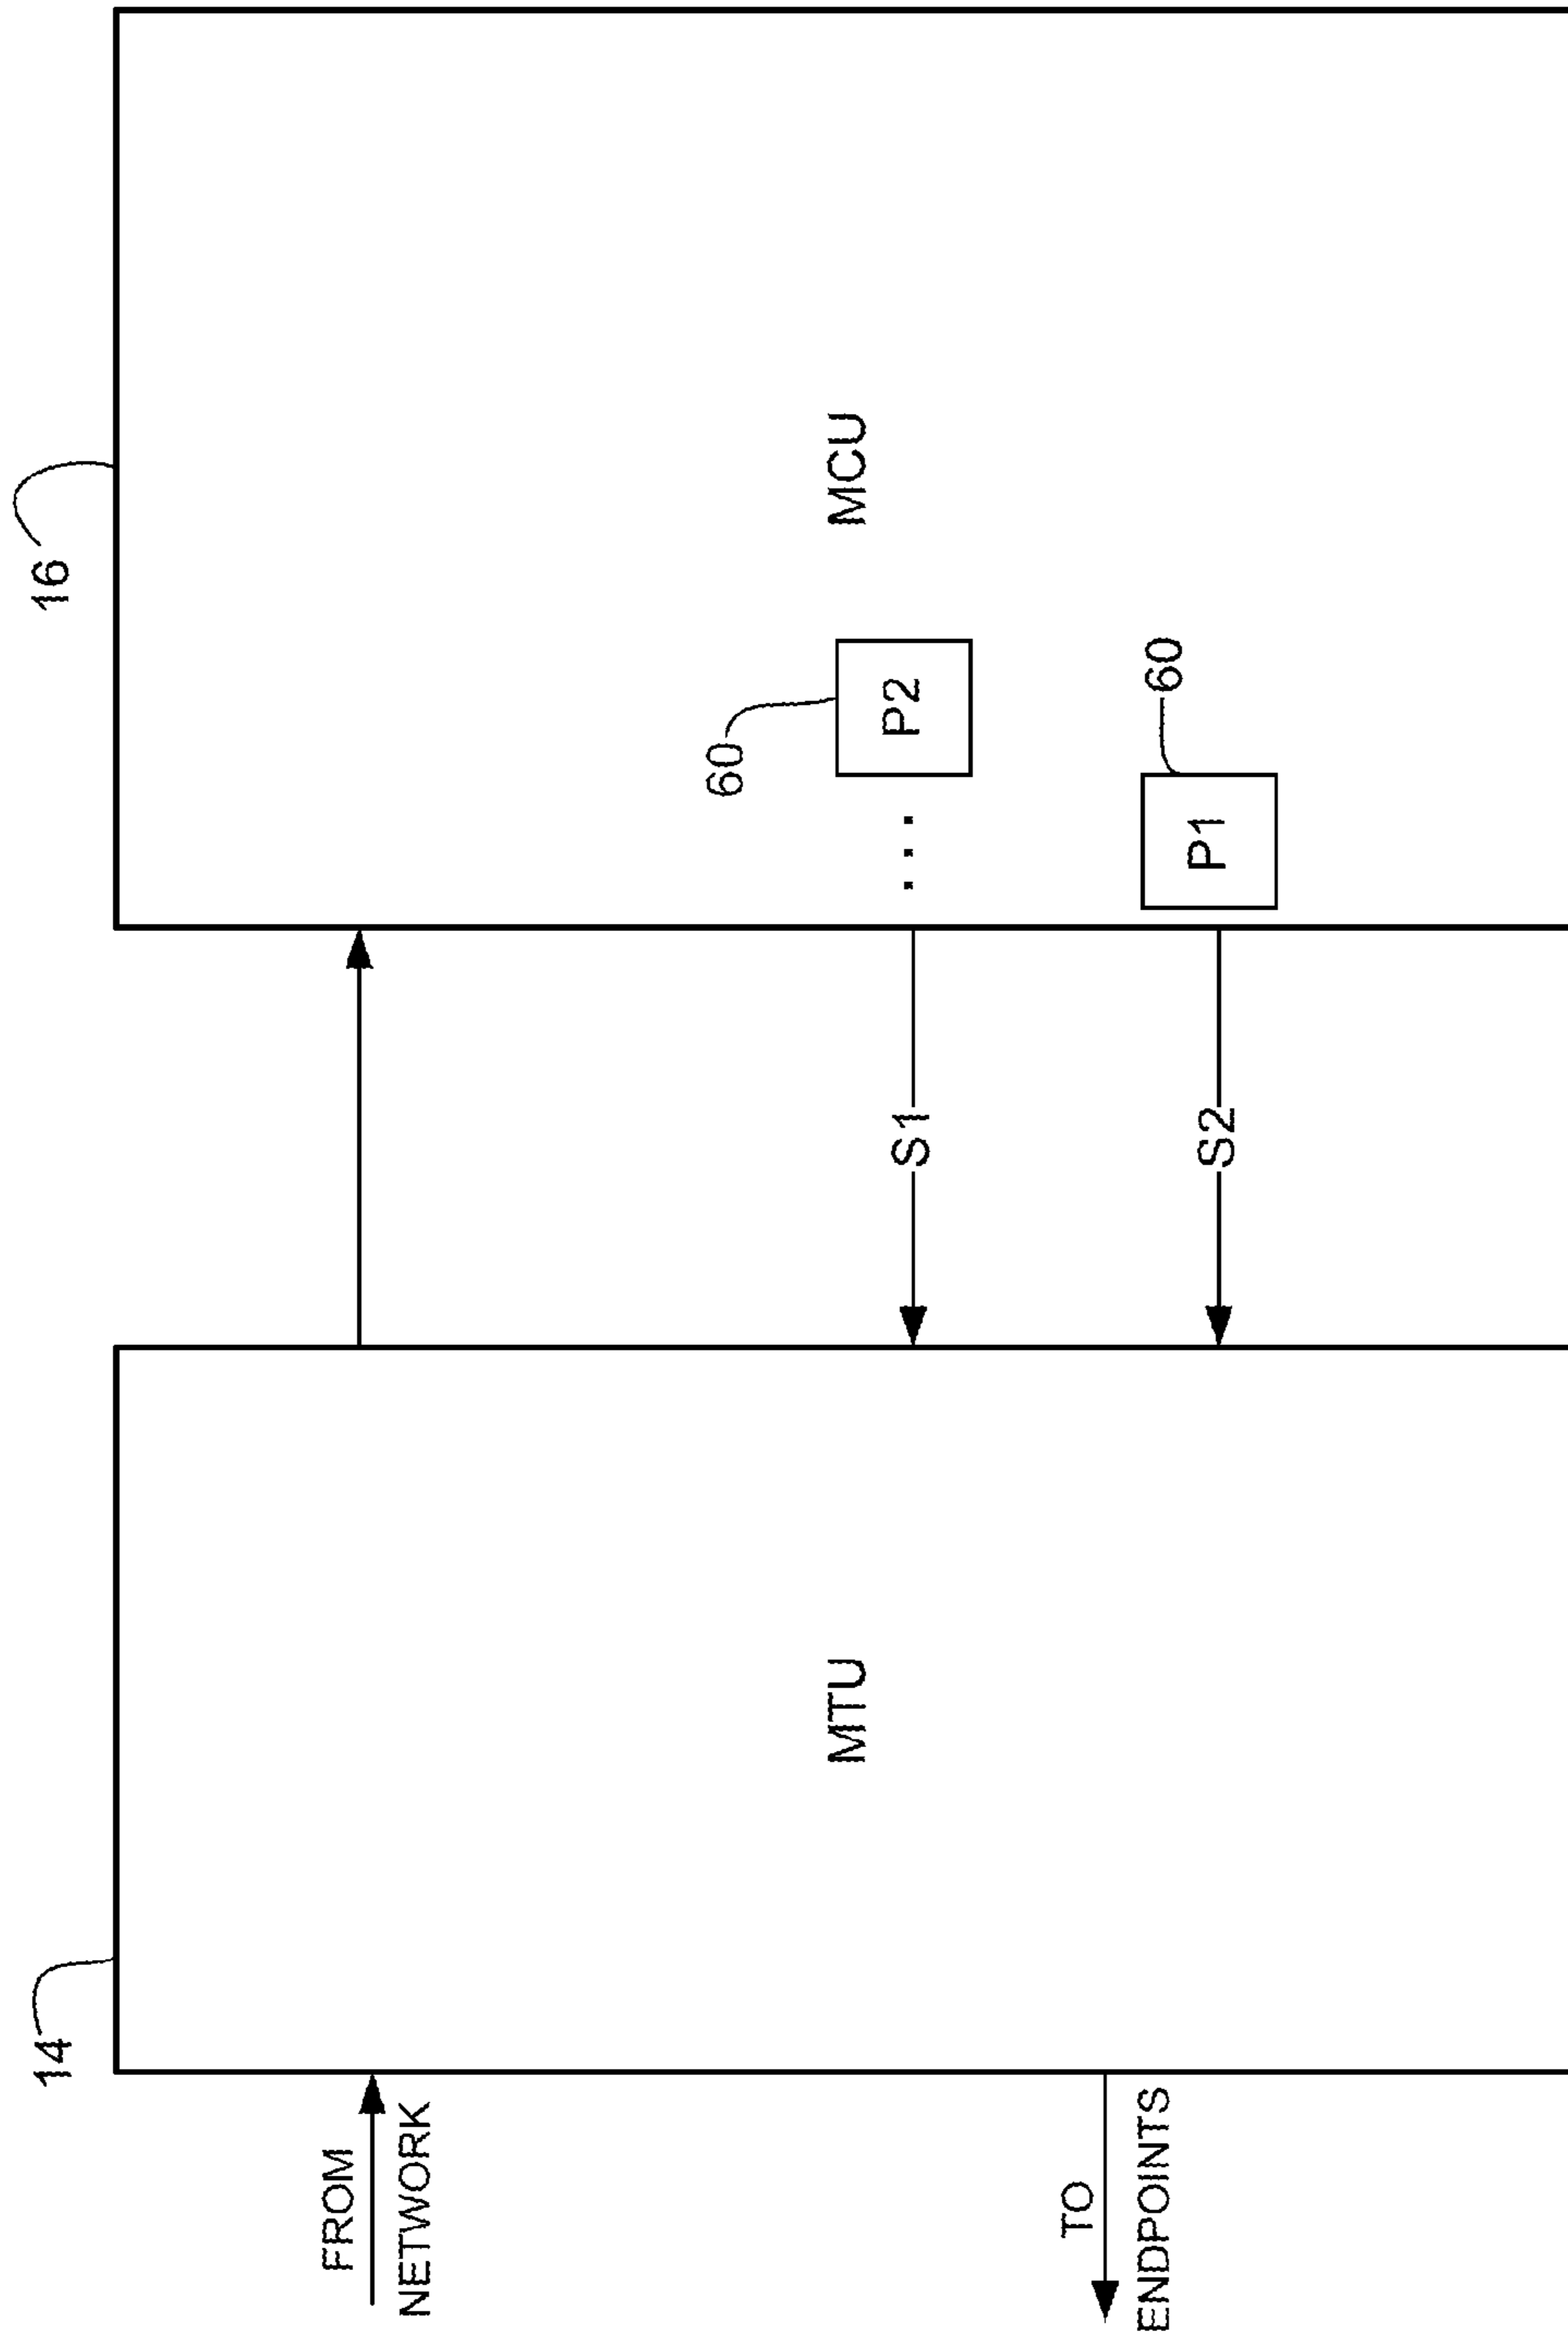 14
16
FROM
NETWORK
60
MTU
MCU
S1
...
P2
TO
ENDPOINTS
60
S2
P1